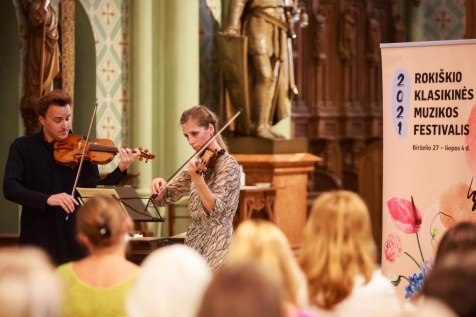 2021
ROKIŠKIO
KLASIKINĖS
MUZIKOS
FESTIVALIS
Birželio 27 – liepos 4 d.